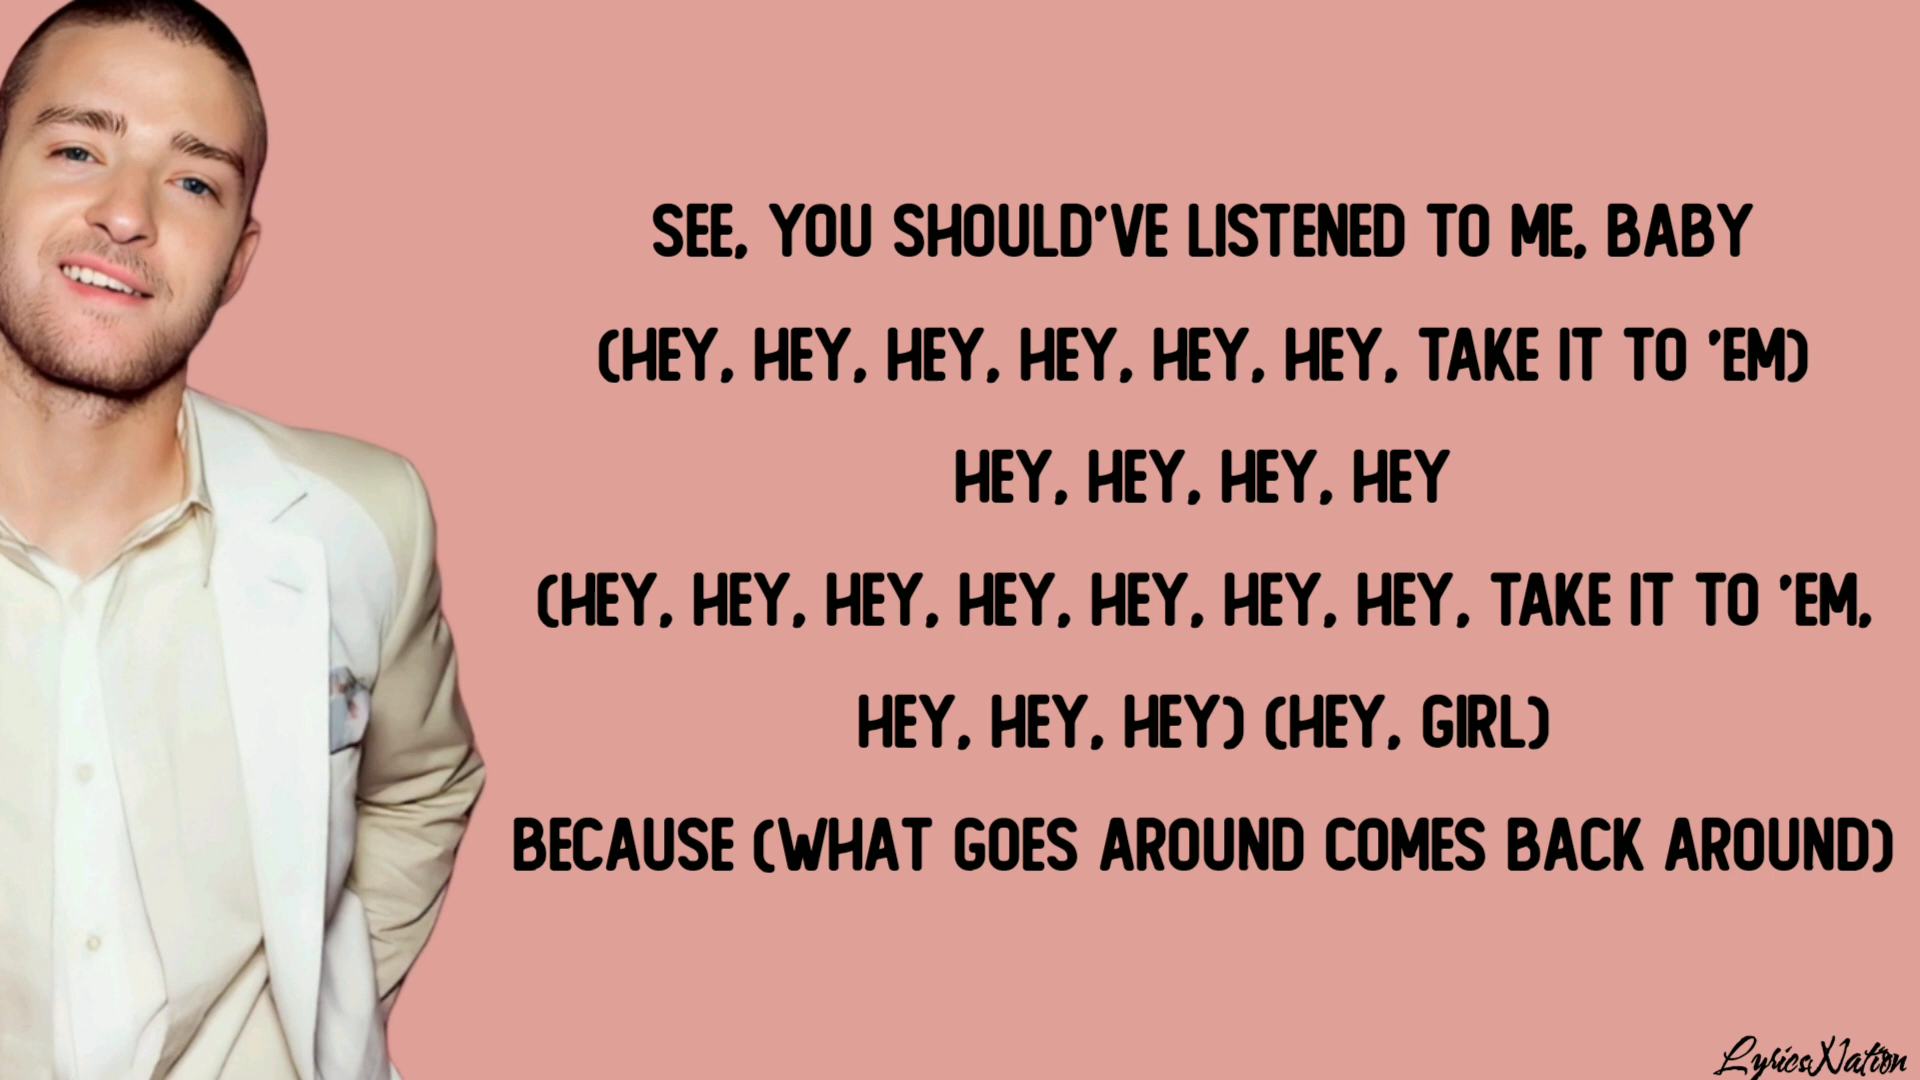 SEE, YOU SHOULD'VE LISTENED TO ME, BABY
(HEY, HEY, HEY, HEY, HEY, HEY, TAKE IT TO 'EM)
HEY, HEY, HEY, HEY
(HEY, HEY, HEY, HEY, HEY, HEY, HEY, TAKE IT TO 'EM,
HEY, HEY, HEY) (HEY, GIRL)
BECAUSE (WHAT GOES AROUND COMES BACK AROUND)
LyricsNation